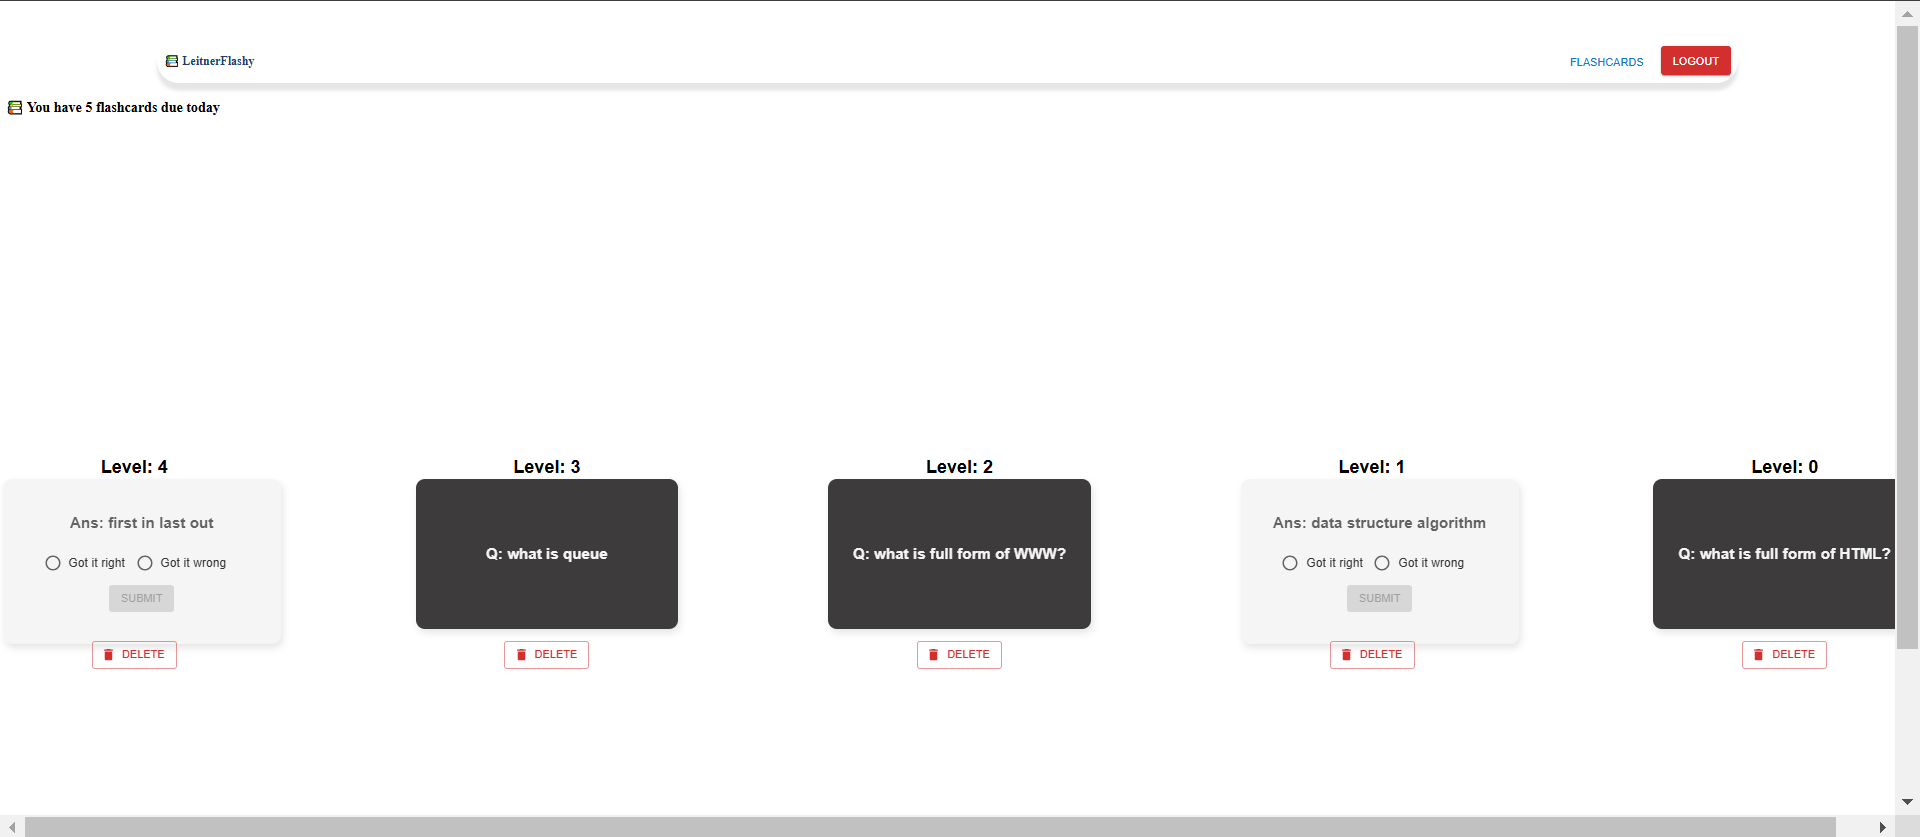 LeitnerFlashy
FLASHCARDS
LOGOUT
You have 5 flashcards due today
Level: 4
Ans: first in last out
Got it right
Got it wrong
SUBMIT
DELETE
Level: 3
Q: what is queue
DELETE
Level: 2
Q: what is full form of WWW?
DELETE
Level: 1
Ans: data structure algorithm
Got it right
Got it wrong
SUBMIT
DELETE
Level: 0
Q: what is full form of HTML?
DELETE